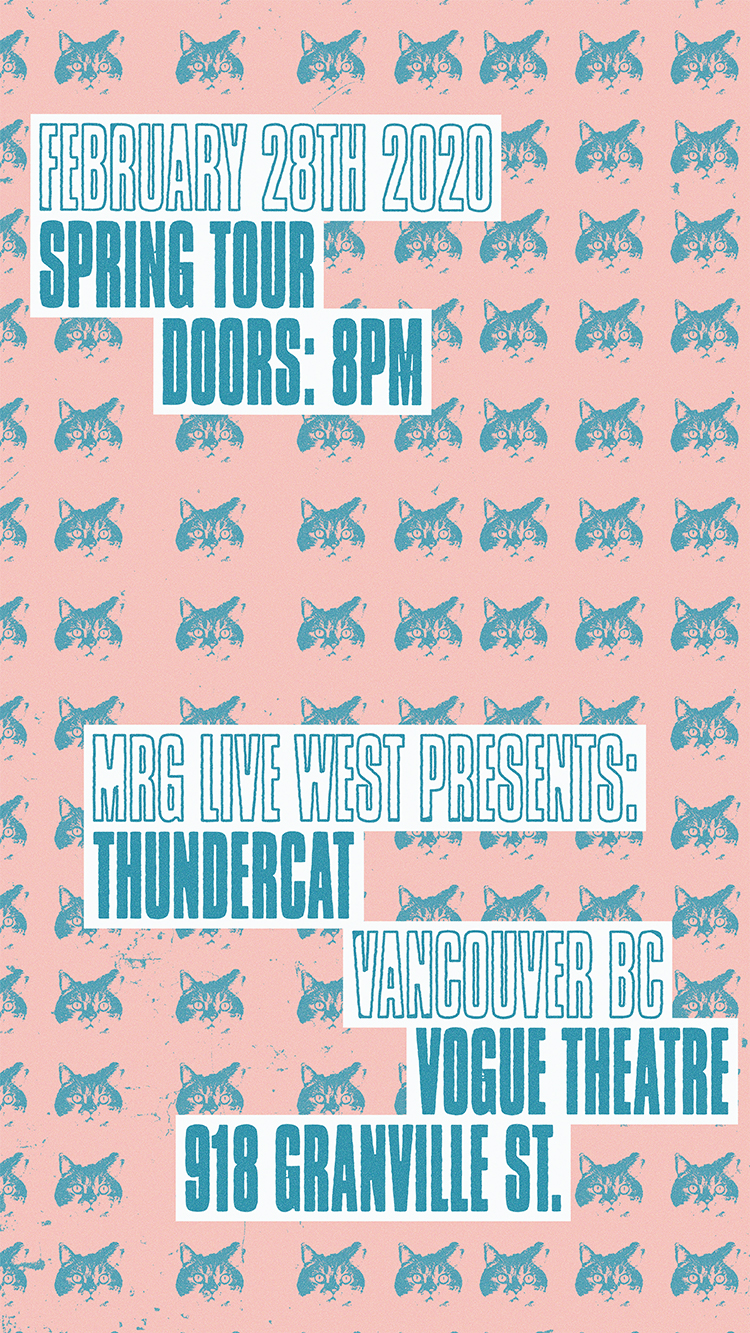 FEBRUARY 28TH 2020
SPRING TOUR
DOORS: 8PM
MRG LIVE WEST PRESENTS:
THUNDERCAT
VANCOUVER BC
VOGUE THEATRE
918 GRANVILLE ST.